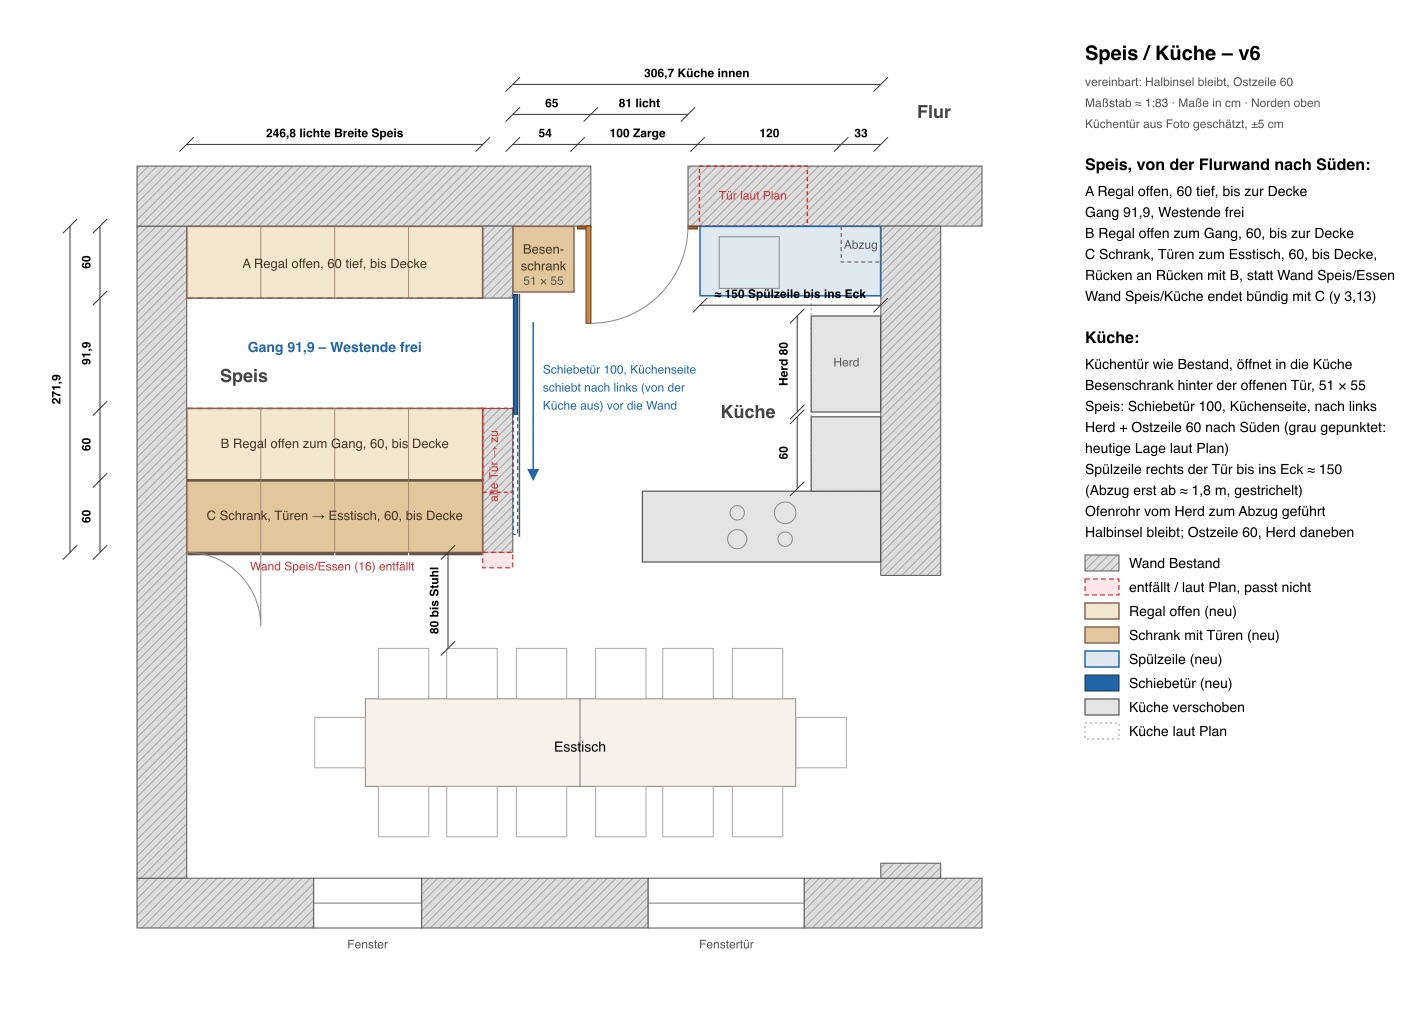 306,7 Küche innen
65
81 licht
Flur
246,8 lichte Breite Speis
54
100 Zarge
120
33
Tür laut Plan
A Regal offen, 60 tief, bis Decke
Besen-
schrank
51 × 55
Abzug
≈ 150 Spülzeile bis ins Eck
60
91,9
271,9
60
60
Gang 91,9 – Westende frei
Speis
Schiebetür 100, Küchenseite
schiebt nach links (von der
Küche aus) vor die Wand
Küche
Herd 80
Herd
60
B Regal offen zum Gang, 60, bis Decke
alte Tür → zu
C Schrank, Türen → Esstisch, 60, bis Decke
Wand Speis/Essen (16) entfällt
80 bis Stuhl
Esstisch
Fenster
Fenstertür
Speis / Küche – v6
vereinbart: Halbinsel bleibt, Ostzeile 60
Maßstab ≈ 1:83 · Maße in cm · Norden oben
Küchentür aus Foto geschätzt, ±5 cm
Speis, von der Flurwand nach Süden:
A Regal offen, 60 tief, bis zur Decke
Gang 91,9, Westende frei
B Regal offen zum Gang, 60, bis zur Decke
C Schrank, Türen zum Esstisch, 60, bis Decke,
Rücken an Rücken mit B, statt Wand Speis/Essen
Wand Speis/Küche endet bündig mit C (y 3,13)
Küche:
Küchentür wie Bestand, öffnet in die Küche
Besenschrank hinter der offenen Tür, 51 × 55
Speis: Schiebetür 100, Küchenseite, nach links
Herd + Ostzeile 60 nach Süden (grau gepunktet:
heutige Lage laut Plan)
Spülzeile rechts der Tür bis ins Eck ≈ 150
(Abzug erst ab ≈ 1,8 m, gestrichelt)
Ofenrohr vom Herd zum Abzug geführt
Halbinsel bleibt; Ostzeile 60, Herd daneben
Wand Bestand
entfällt / laut Plan, passt nicht
Regal offen (neu)
Schrank mit Türen (neu)
Spülzeile (neu)
Schiebetür (neu)
Küche verschoben
Küche laut Plan